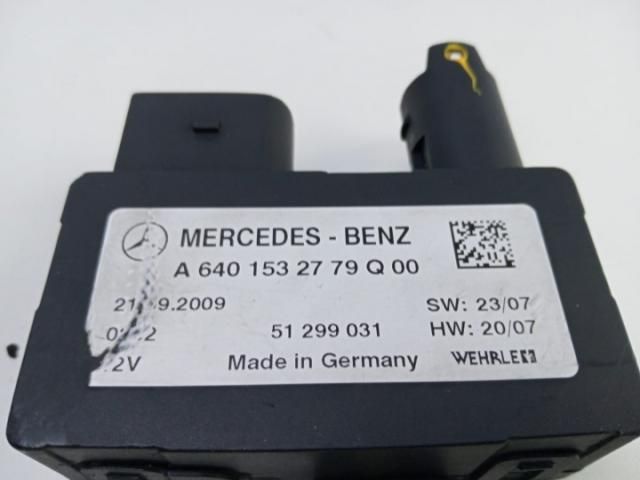 MERCEDES - BENZ
A 640 153 27 79 Q 00
9.2009 SW: 23/07
51 299 031 HW: 20/07
2V Made in Germany WEHRLE